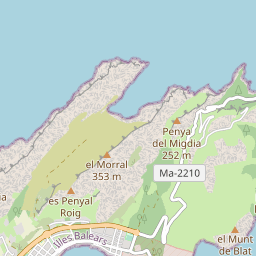 Penya
del Migdia
252 m
el Morral
353 m
Ma-2210
es Penyal
Roig
Illes Balears
el Munt
de Blat